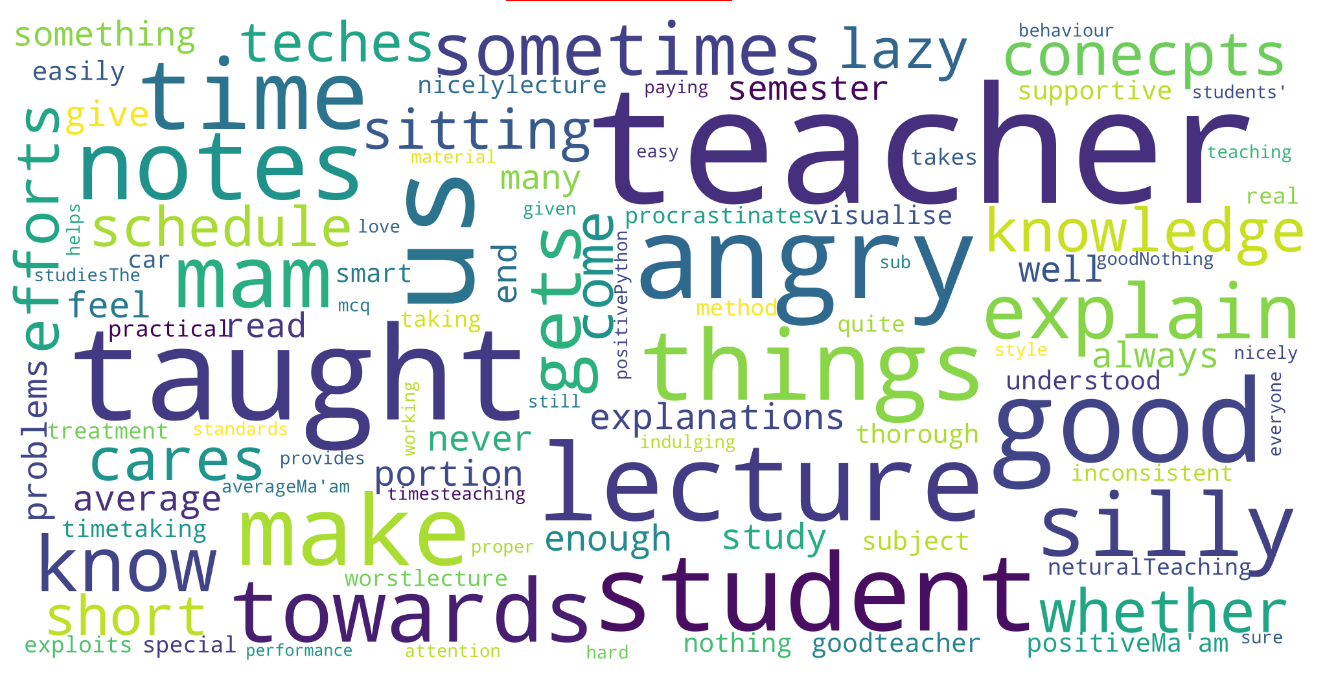 something
teches
sometimes
lazy
behaviour
conecpts
easily
time
nicelylecture
paying
semester
supportive
students'
give
sitting
teacher
efforts
notes
material
easy
takes
teaching
many
us
real
helps
schedule
love
given
procrastinates
visualise
knowledge
come
angry
car
studiesThe
mam
smart
end
gets
positivePython
sub
well
goodNothing
feel
mcq
method
explain
practical
read
taking
quite
things
style
always
nicely
taught
problems
still
understood
good
everyone
working
explanations
treatment
standards
never
indulging
thorough
cares
provides
portion
lecture
inconsistent
average
averageMa'am
timesteaching
silly
timetaking
make
enough
study
subject
know
proper
worstlecture
neturalTeaching
short
towards
student
whether
exploits
special
performance
attention
hard
nothing
goodteacher
positiveMa'am
sure